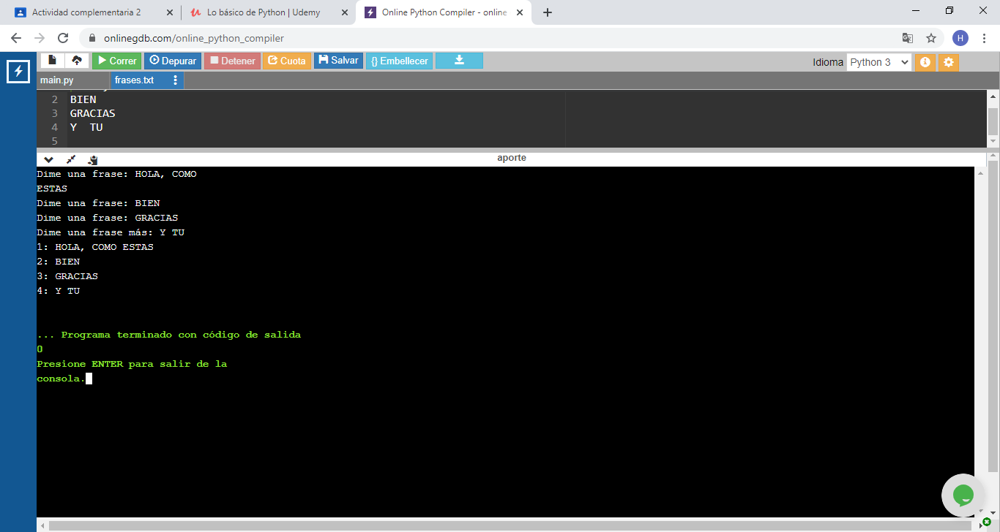 Actividad complementaria 2
Lo básico de Python | Udemy
Online Python Compiler - online
onlinegdb.com/online_python_compiler
H
Correr
Depurar
Detener
Cuota
Salvar
{} Embellecer
Idioma
Python 3
main.py
frases.txt
2 BIEN
3 GRACIAS
4 Y  TU
5
aporte
Dime una frase: HOLA, COMO
ESTAS
Dime una frase: BIEN
Dime una frase: GRACIAS
Dime una frase más: Y TU
1: HOLA, COMO ESTAS
2: BIEN
3: GRACIAS
4: Y TU
... Programa terminado con código de salida
0
Presione ENTER para salir de la
consola.